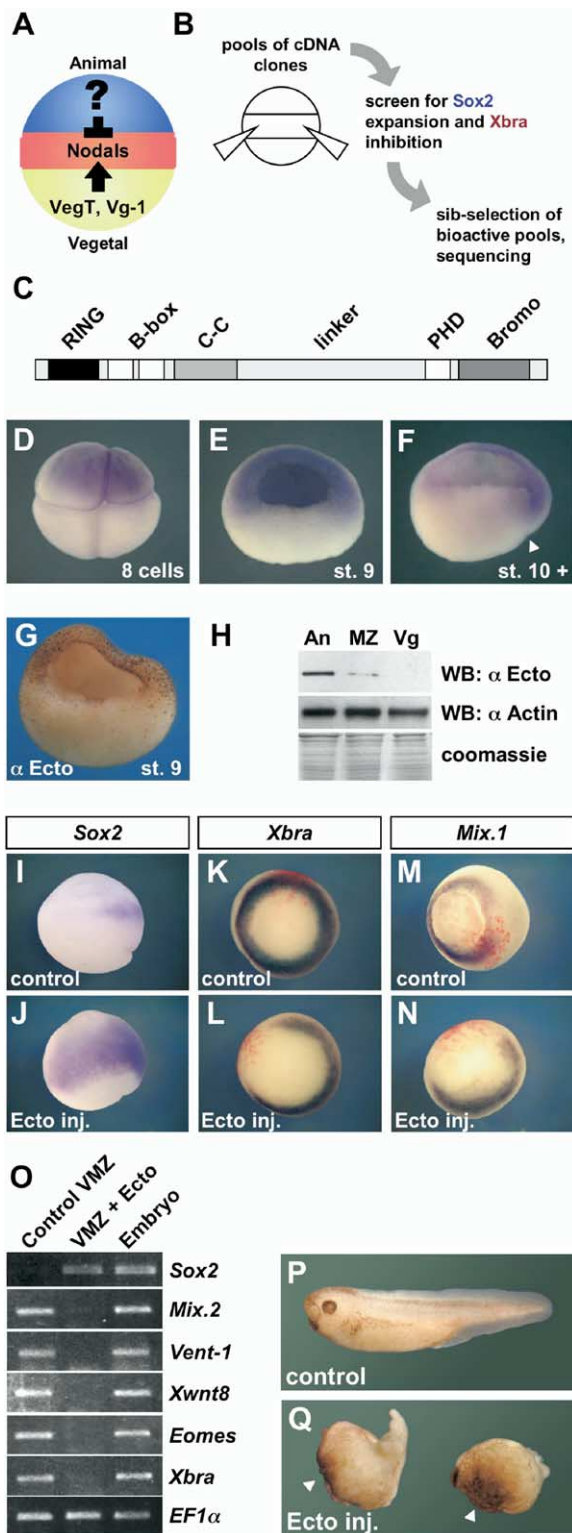 A
Animal
?
Nodals
VegT, Vg-1
Vegetal
B
pools of cDNA
clones
screen for Sox2
expansion and Xbra
inhibition
sib-selection of
bioactive pools,
sequencing
C
RING
B-box
C-C
linker
PHD
Bromo
D
8 cells
E
st. 9
F
st. 10 +
G
α Ecto
st. 9
H
An MZ Vg
WB: α Ecto
WB: α Actin
coomassie
Sox2
Xbra
Mix.1
I
control
K
control
M
control
J
Ecto inj.
L
Ecto inj.
N
Ecto inj.
O
Control VMZ
VMZ + Ecto
Embryo
Sox2
Mix.2
Vent-1
Xwnt8
Eomes
Xbra
EF1α
P
control
Q
Ecto inj.